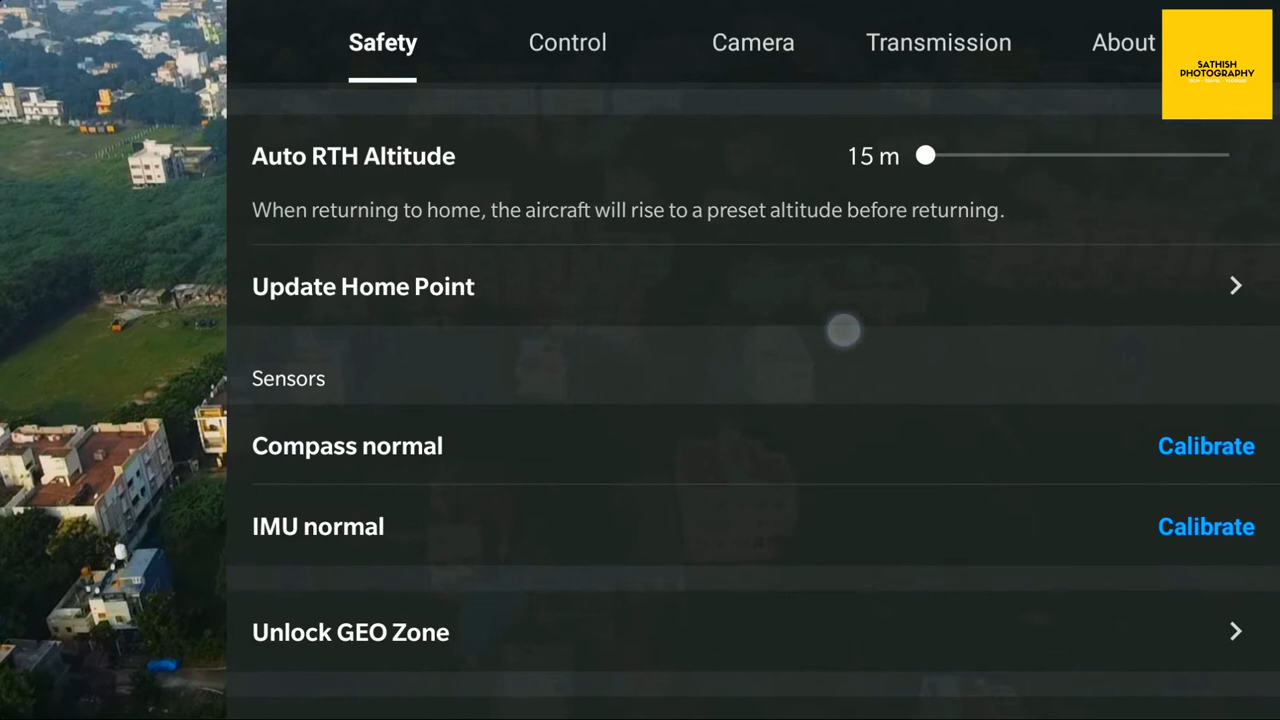 Safety Control Camera Transmission About
SATHISH
PHOTOGRAPHY
Auto RTH Altitude 15 m
When returning to home, the aircraft will rise to a preset altitude before returning.
Update Home Point
Sensors
Compass normal Calibrate
IMU normal Calibrate
Unlock GEO Zone